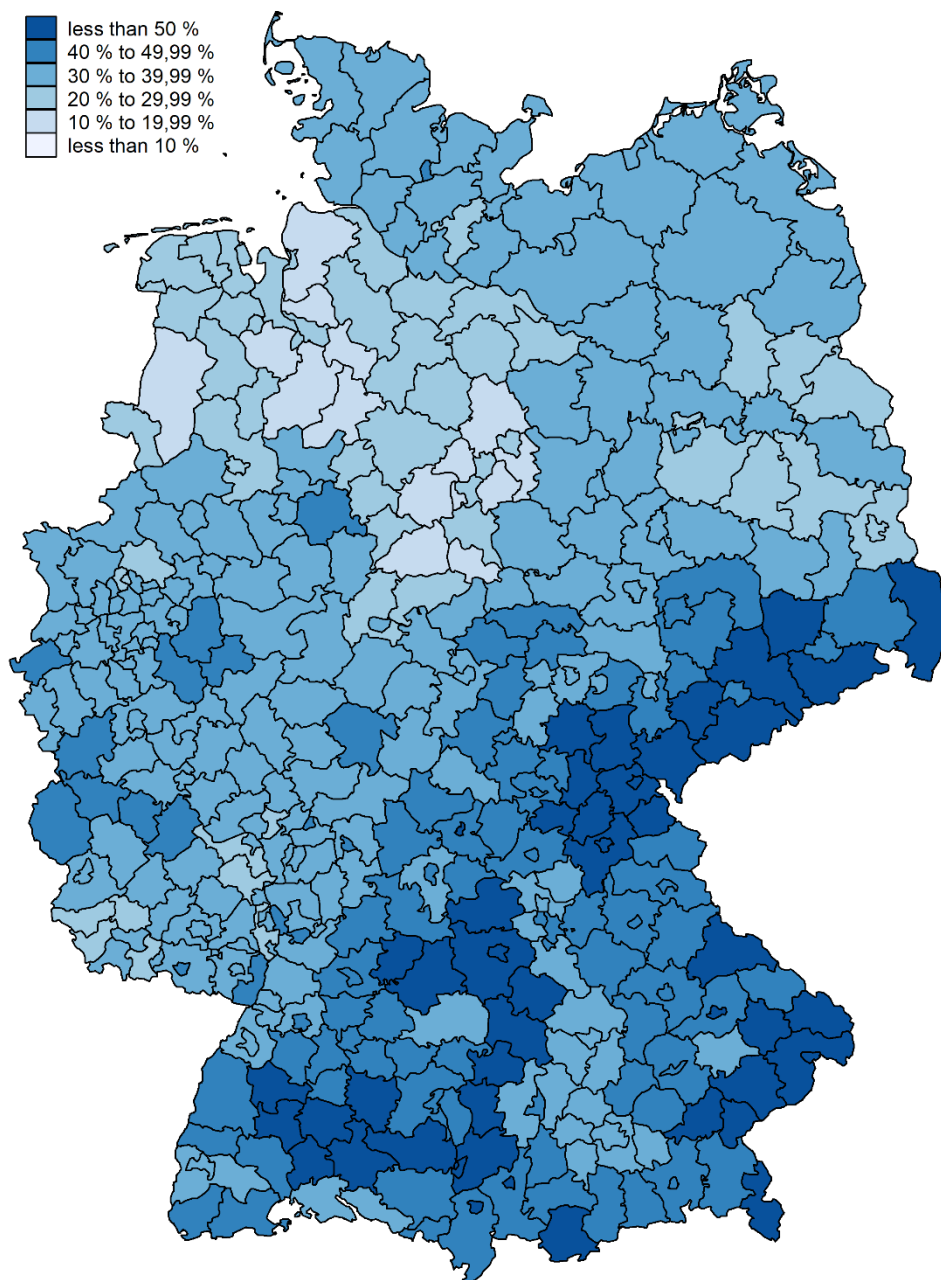 less than 50 %
40 % to 49,99 %
30 % to 39,99 %
20 % to 29,99 %
10 % to 19,99 %
less than 10 %